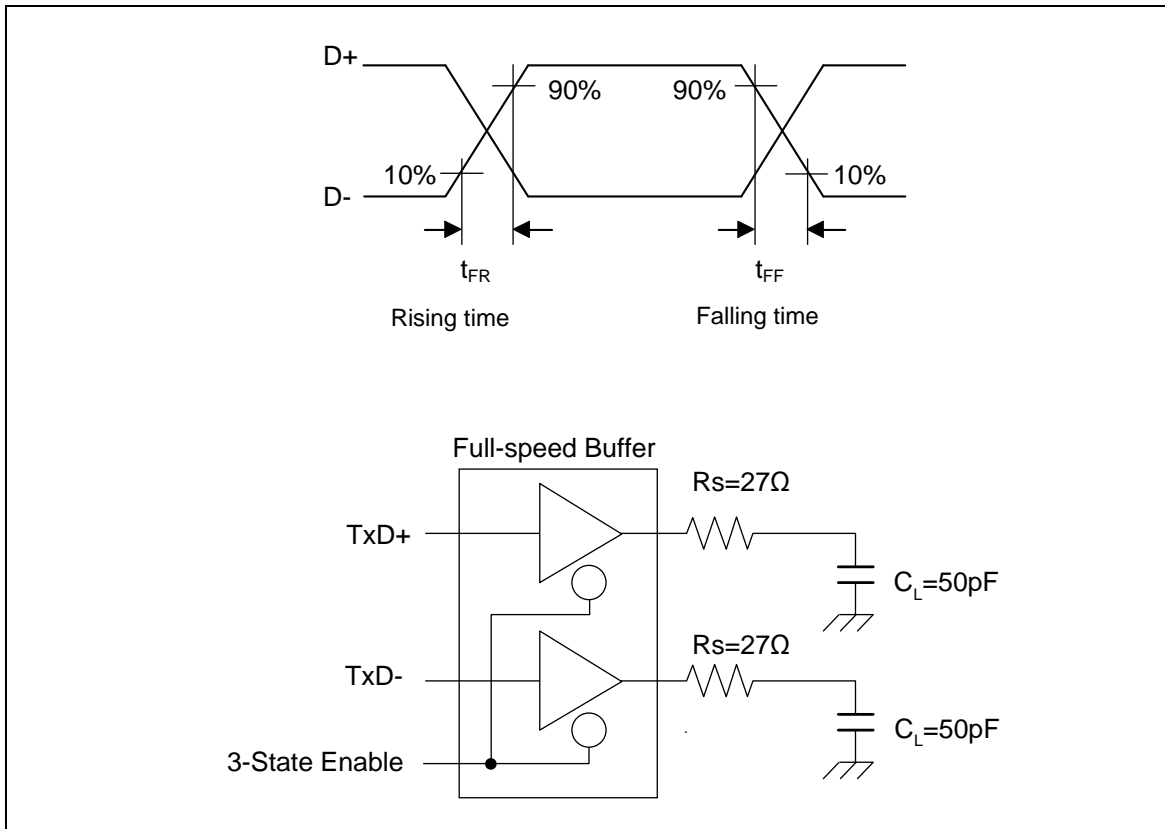 D+
90% 90%
10% 10%
D-
tFR tFF
Rising time Falling time
Full-speed Buffer
Rs=27Ω
TxD+
CL=50pF
Rs=27Ω
TxD-
CL=50pF
3-State Enable